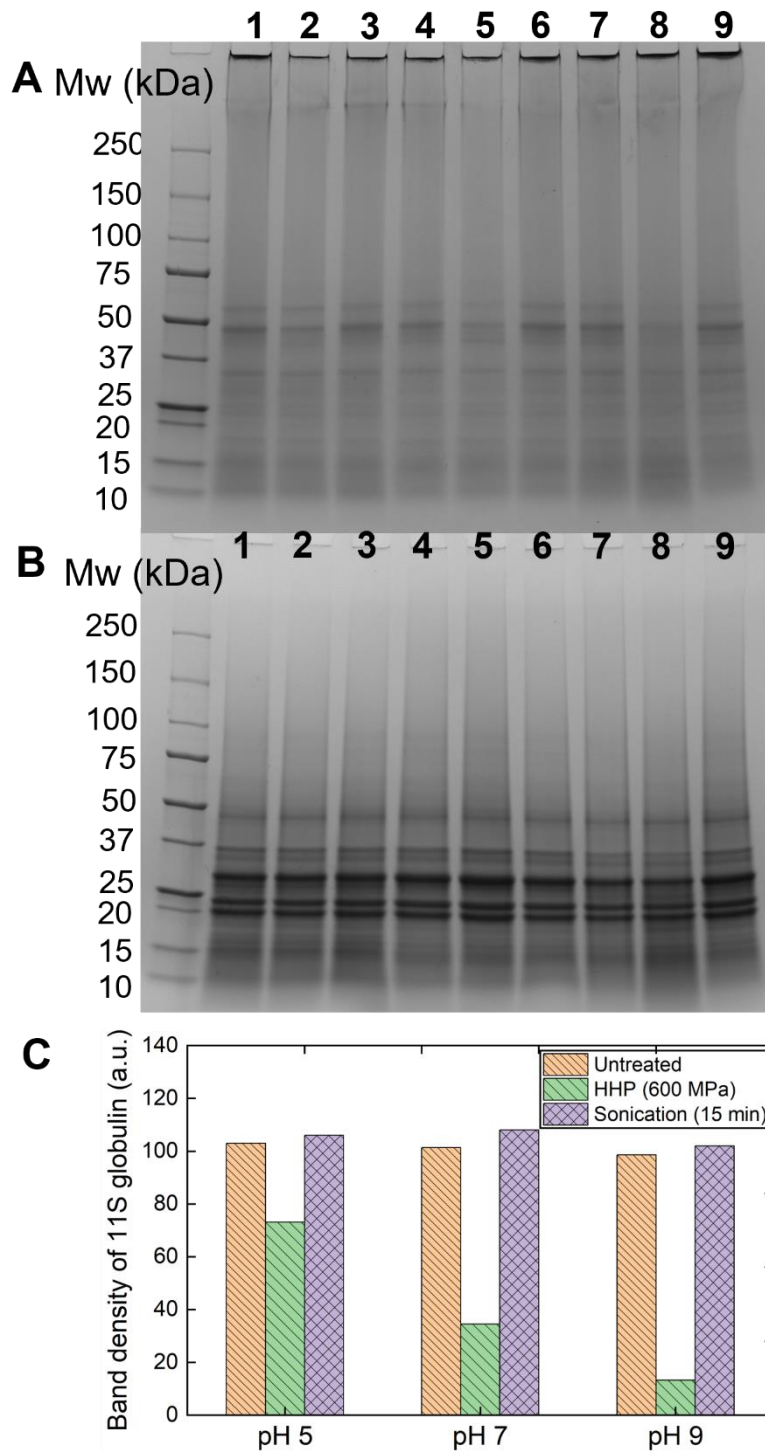 1 2 3 4 5 6 7 8 9
A Mw (kDa)
250
150
100
75
50
37
25
20
15
10
1 2 3 4 5 6 7 8 9
B Mw (kDa)
250
150
100
75
50
37
25
20
15
10
C
Band density of 11S globulin (a.u.)
140
120
100
80
60
40
20
0
Untreated
HHP (600 MPa)
Sonication (15 min)
pH 5 pH 7 pH 9